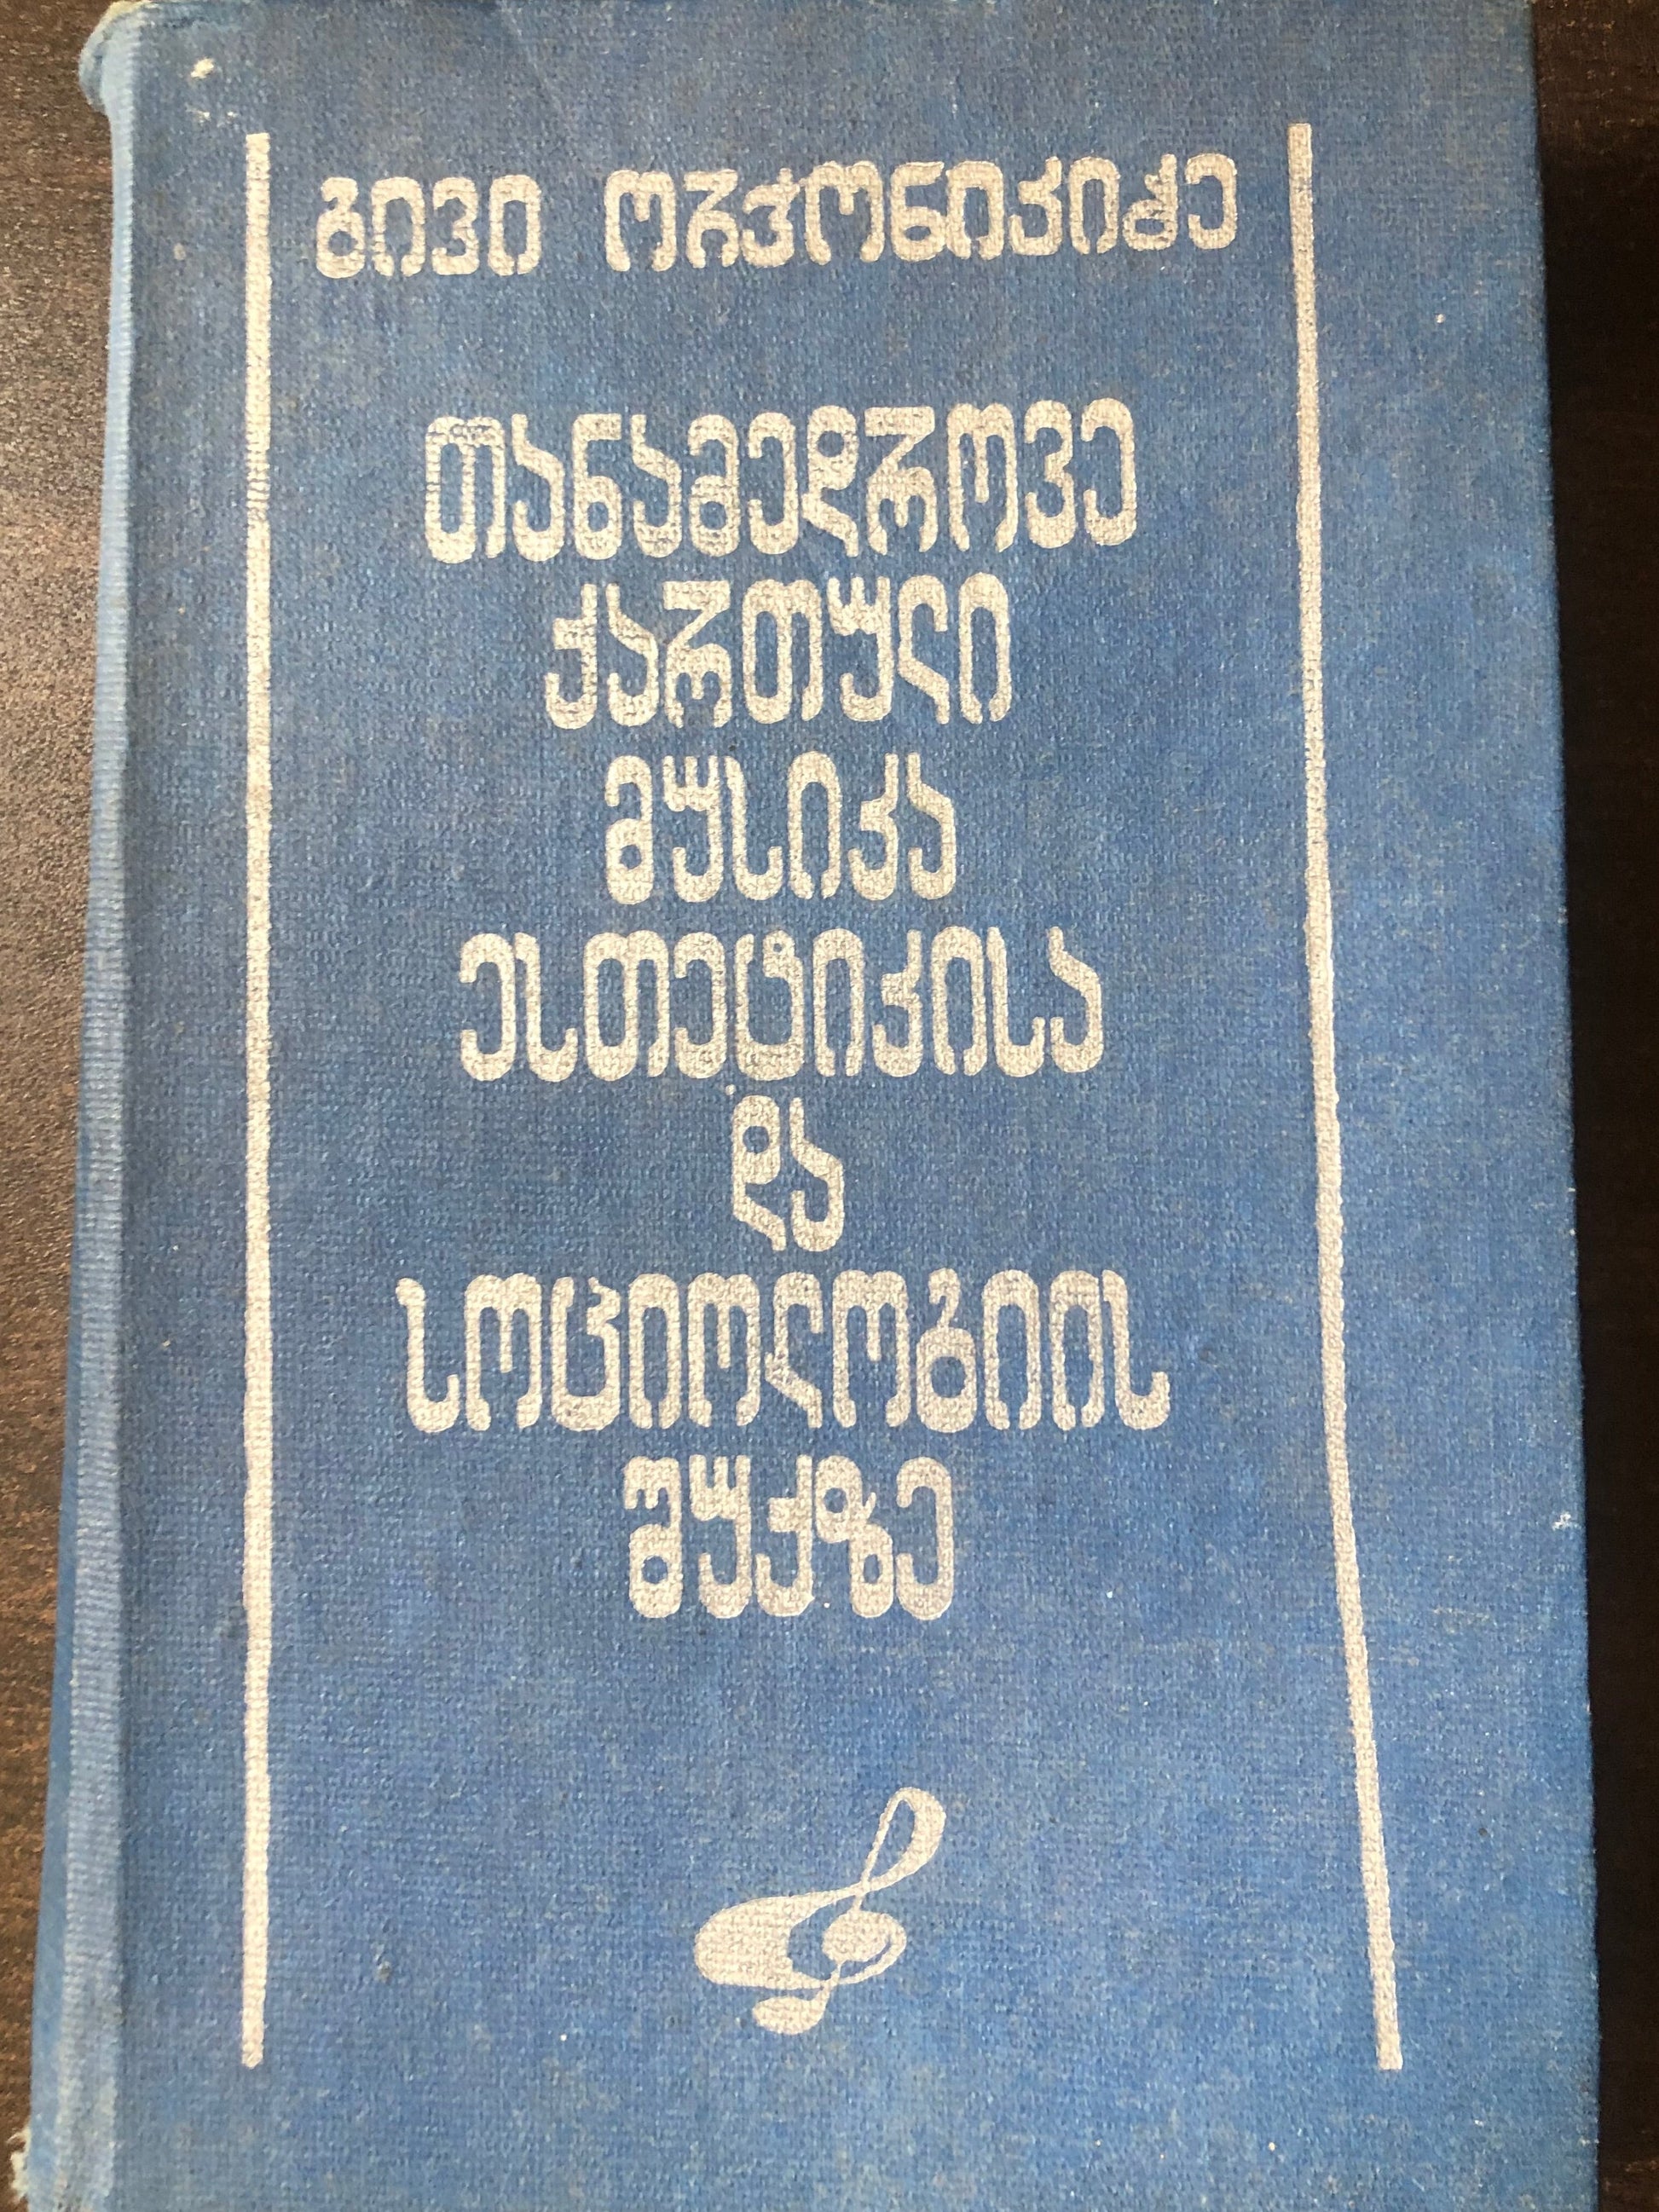 გივი ორჯონიკიძე
თანამედროვე
ქართული
მუსიკა
ესთეტიკისა
და
სოციოლოგიის
შუქზე